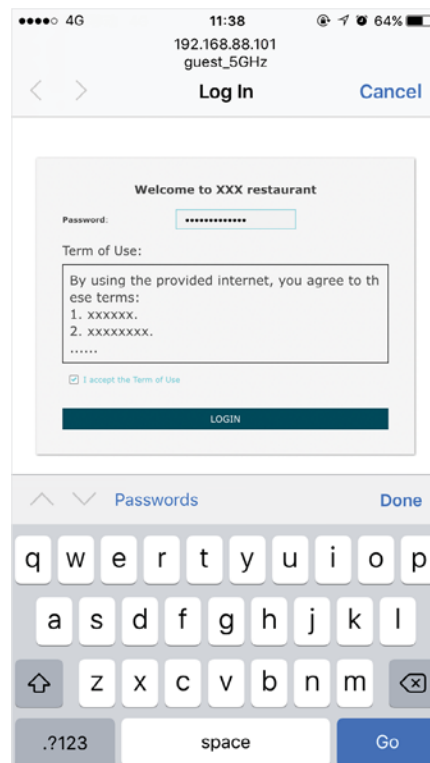 4G 11:38 64%
192.168.88.101
guest_5GHz
Log In Cancel
Welcome to XXX restaurant
Password: •••••••••••••
Term of Use:
By using the provided internet, you agree to th
ese terms:
1. xxxxxx.
2. xxxxxxxx.
......
I accept the Term of Use
LOGIN
Passwords Done
q w e r t y u i o p
a s d f g h j k l
z x c v b n m
.?123 space Go